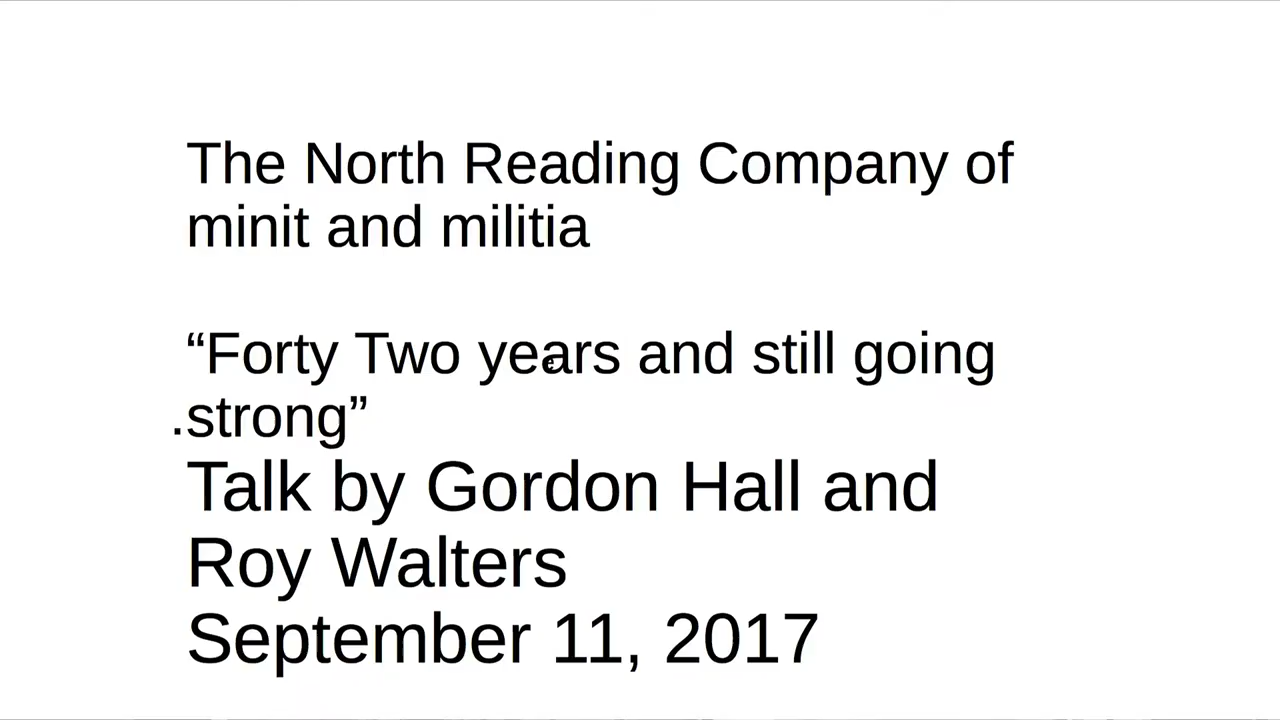 The North Reading Company of
minit and militia
“Forty Two years and still going
.strong”
Talk by Gordon Hall and
Roy Walters
September 11, 2017